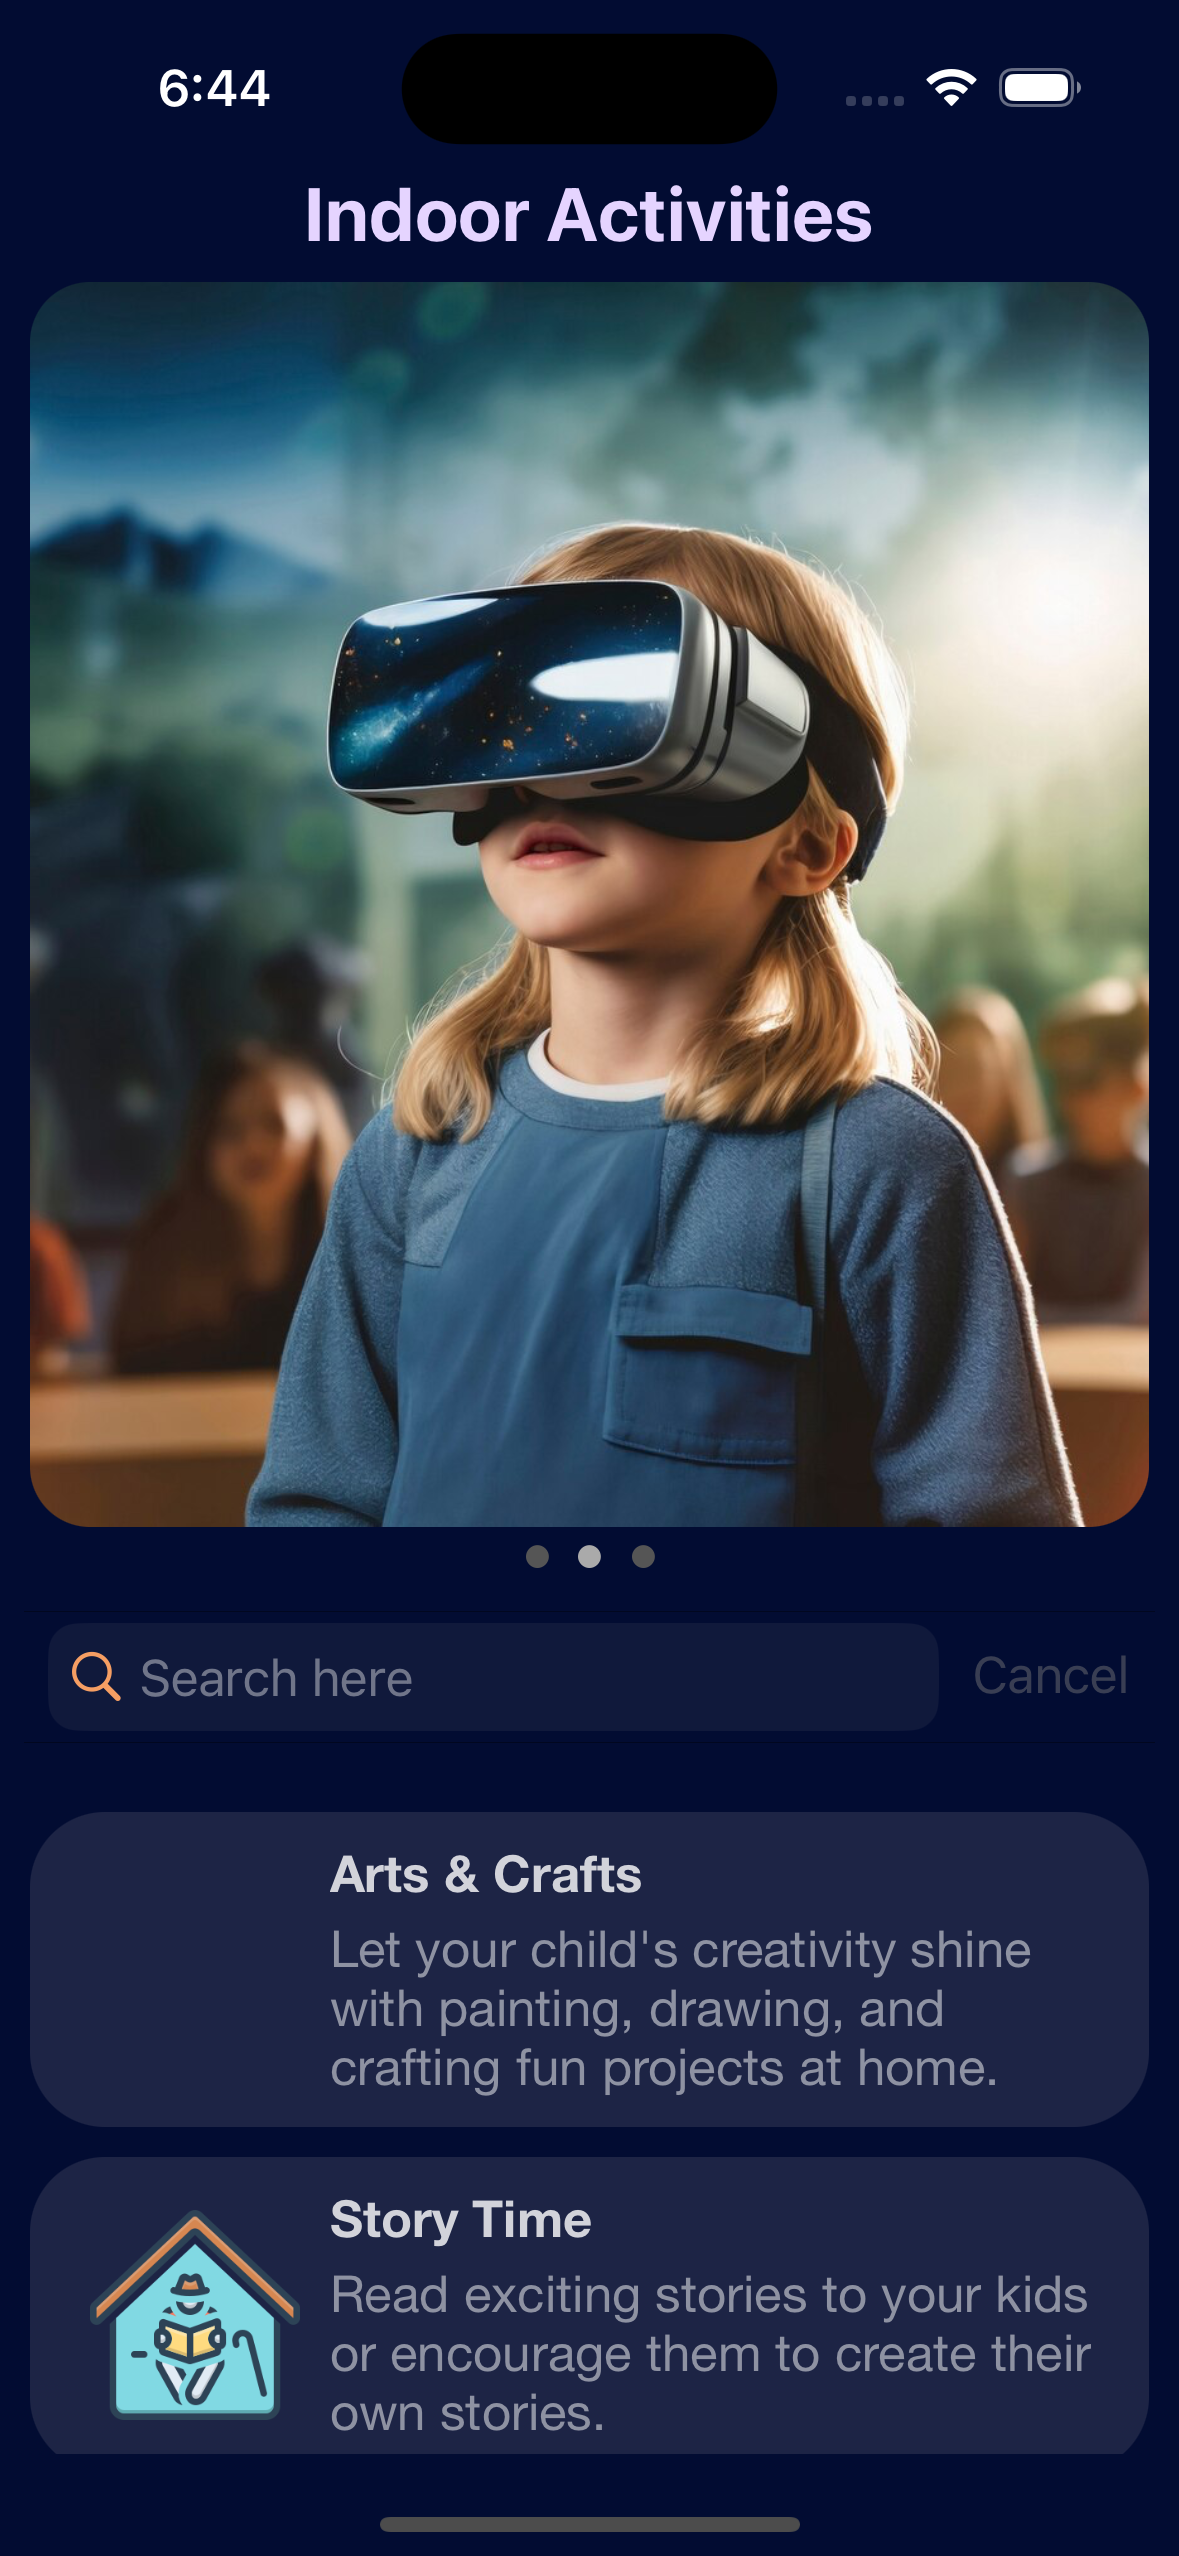 6:44
Indoor Activities
Search here
Cancel
Arts & Crafts
Let your child's creativity shine
with painting, drawing, and
crafting fun projects at home.
Story Time
Read exciting stories to your kids
or encourage them to create their
own stories.